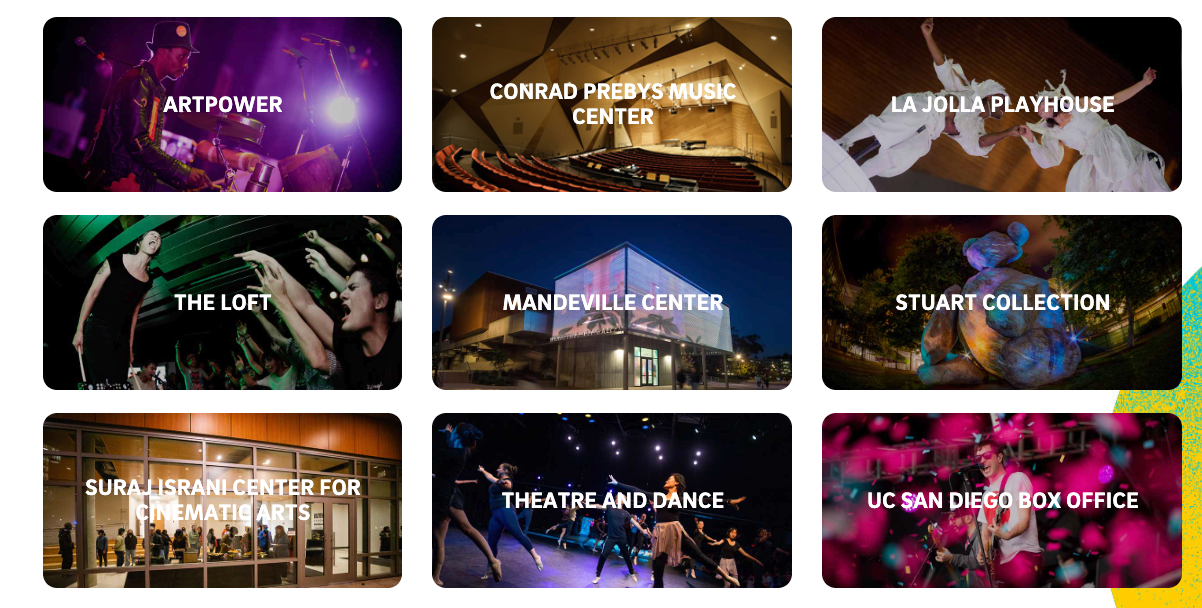 ARTPOWER
CONRAD PREBYS MUSIC
CENTER
LA JOLLA PLAYHOUSE
THE LOFT
MANDEVILLE CENTER
STUART COLLECTION
SURAJ ISRANI CENTER FOR
CINEMATIC ARTS
THEATRE AND DANCE
UC SAN DIEGO BOX OFFICE